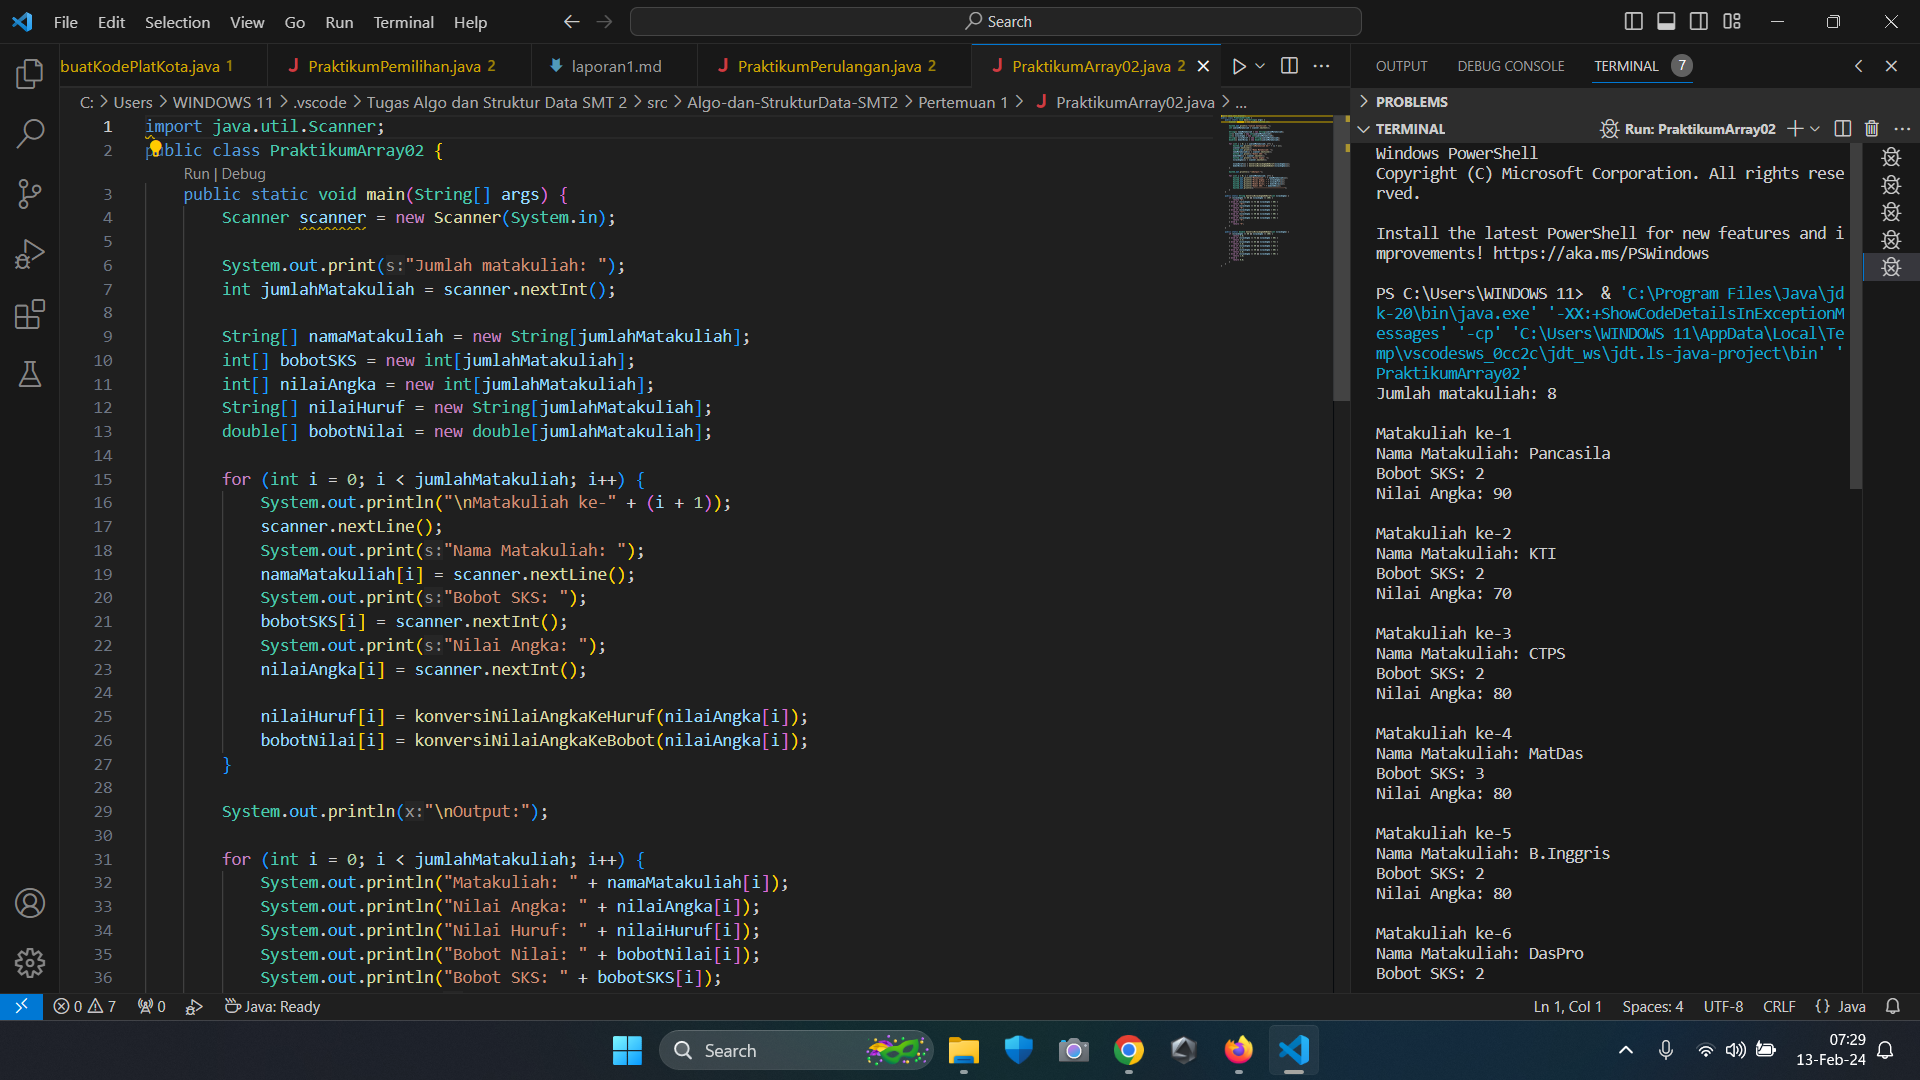 File Edit Selection View Go Run Terminal Help
Search
buatKodePlatKota.java 1
PraktikumPemilihan.java 2
laporan1.md
PraktikumPerulangan.java 2
PraktikumArray02.java 2
C: > Users > WINDOWS 11 > .vscode > Tugas Algo dan Struktur Data SMT 2 > src > Algo-dan-StrukturData-SMT2 > Pertemuan 1 > PraktikumArray02.java > ...
1 import java.util.Scanner;
2 public class PraktikumArray02 {
Run | Debug
3 public static void main(String[] args) {
4 Scanner scanner = new Scanner(System.in);
5
6 System.out.print(s:"Jumlah matakuliah: ");
7 int jumlahMatakuliah = scanner.nextInt();
8
9 String[] namaMatakuliah = new String[jumlahMatakuliah];
10 int[] bobotSKS = new int[jumlahMatakuliah];
11 int[] nilaiAngka = new int[jumlahMatakuliah];
12 String[] nilaiHuruf = new String[jumlahMatakuliah];
13 double[] bobotNilai = new double[jumlahMatakuliah];
14
15 for (int i = 0; i < jumlahMatakuliah; i++) {
16 System.out.println("\nMatakuliah ke-" + (i + 1));
17 scanner.nextLine();
18 System.out.print(s:"Nama Matakuliah: ");
19 namaMatakuliah[i] = scanner.nextLine();
20 System.out.print(s:"Bobot SKS: ");
21 bobotSKS[i] = scanner.nextInt();
22 System.out.print(s:"Nilai Angka: ");
23 nilaiAngka[i] = scanner.nextInt();
24
25 nilaiHuruf[i] = konversiNilaiAngkaKeHuruf(nilaiAngka[i]);
26 bobotNilai[i] = konversiNilaiAngkaKeBobot(nilaiAngka[i]);
27 }
28
29 System.out.println(x:"\nOutput:");
30
31 for (int i = 0; i < jumlahMatakuliah; i++) {
32 System.out.println("Matakuliah: " + namaMatakuliah[i]);
33 System.out.println("Nilai Angka: " + nilaiAngka[i]);
34 System.out.println("Nilai Huruf: " + nilaiHuruf[i]);
35 System.out.println("Bobot Nilai: " + bobotNilai[i]);
36 System.out.println("Bobot SKS: " + bobotSKS[i]);
OUTPUT DEBUG CONSOLE TERMINAL 7
PROBLEMS
TERMINAL
Run: PraktikumArray02
Windows PowerShell
Copyright (C) Microsoft Corporation. All rights rese
rved.
Install the latest PowerShell for new features and i
mprovements! https://aka.ms/PSWindows
PS C:\Users\WINDOWS 11>  & 'C:\Program Files\Java\jd
k-20\bin\java.exe' '-XX:+ShowCodeDetailsInExceptionM
essages' '-cp' 'C:\Users\WINDOWS 11\AppData\Local\Te
mp\vscodesws_0cc2c\jdt_ws\jdt.ls-java-project\bin' '
PraktikumArray02'
Jumlah matakuliah: 8
Matakuliah ke-1
Nama Matakuliah: Pancasila
Bobot SKS: 2
Nilai Angka: 90
Matakuliah ke-2
Nama Matakuliah: KTI
Bobot SKS: 2
Nilai Angka: 70
Matakuliah ke-3
Nama Matakuliah: CTPS
Bobot SKS: 2
Nilai Angka: 80
Matakuliah ke-4
Nama Matakuliah: MatDas
Bobot SKS: 3
Nilai Angka: 80
Matakuliah ke-5
Nama Matakuliah: B.Inggris
Bobot SKS: 2
Nilai Angka: 80
Matakuliah ke-6
Nama Matakuliah: DasPro
Bobot SKS: 2
0 7 0 Java: Ready
Ln 1, Col 1 Spaces: 4 UTF-8 CRLF {} Java
Search
07:29
13-Feb-24